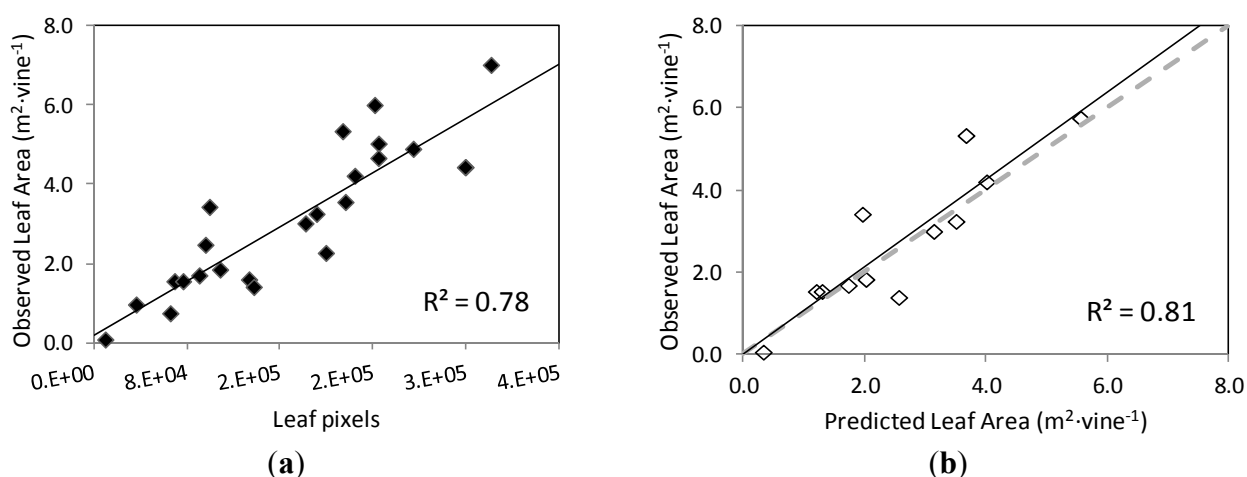 Observed Leaf Area (m²·vine⁻¹)
8.0
6.0
4.0
2.0
0.0
0.E+00
8.E+04
2.E+05
2.E+05
3.E+05
4.E+05
R² = 0.78
Leaf pixels
(a)
Observed Leaf Area (m²·vine⁻¹)
8.0
6.0
4.0
2.0
0.0
0.0
2.0
4.0
6.0
8.0
R² = 0.81
Predicted Leaf Area (m²·vine⁻¹)
(b)